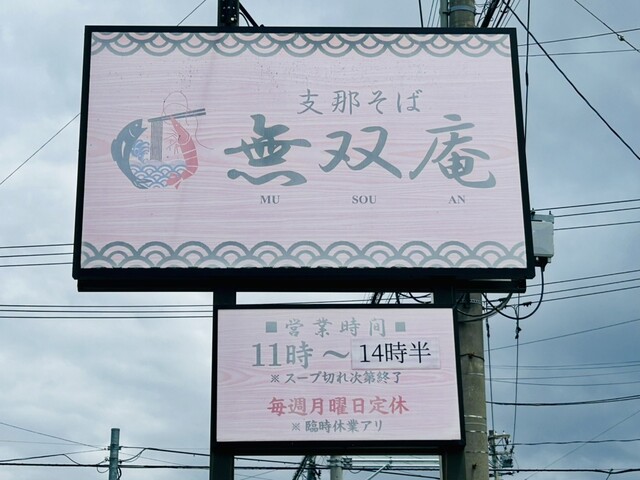 支那そば
無双庵
MU SOU AN
■営業時間■
11時～14時半
※スープ切れ次第終了
毎週月曜日定休
※臨時休業アリ